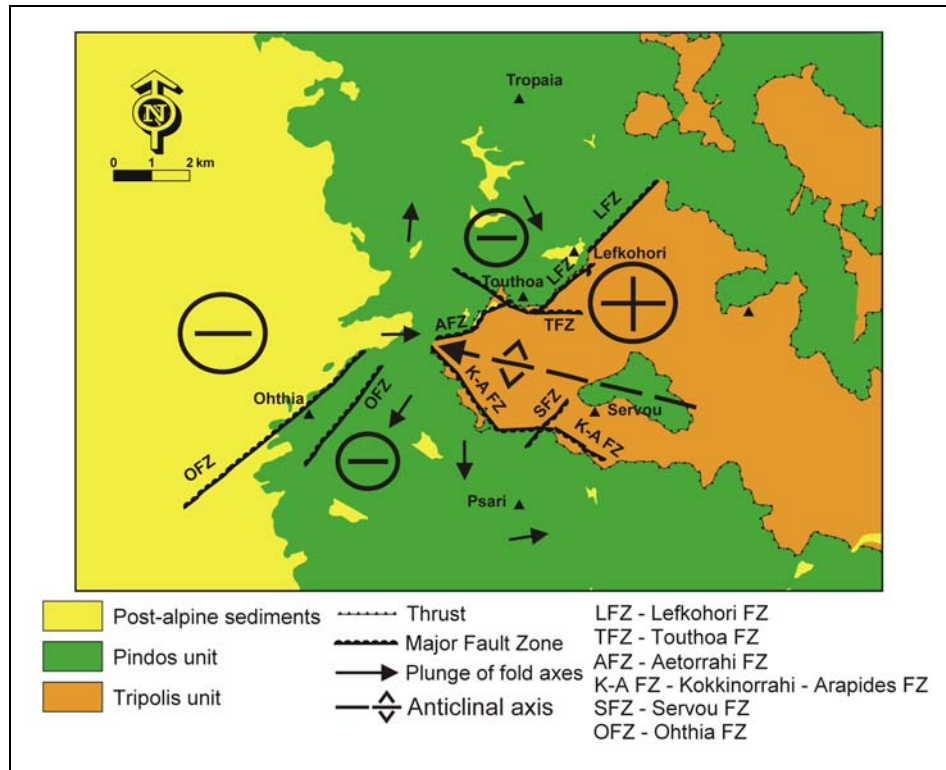 Tropaia
N
0 1 2 km
LFZ
Lefkohori
LFZ
Touthoa
AFZ
TFZ
Ohthia
OFZ
K-A FZ
SFZ
Servou
K-A FZ
OFZ
Psari
Post-alpine sediments
Pindos unit
Tripolis unit
Thrust
Major Fault Zone
Plunge of fold axes
Anticlinal axis
LFZ - Lefkohori FZ
TFZ - Touthoa FZ
AFZ - Aetorrahi FZ
K-A FZ - Kokkinorrahi - Arapides FZ
SFZ - Servou FZ
OFZ - Ohthia FZ